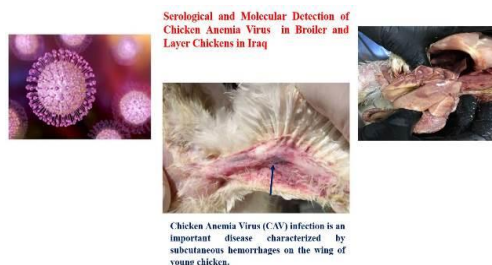 Serological and Molecular Detection of
Chicken Anemia Virus in Broiler and
Layer Chickens in Iraq
Chicken Anemia Virus (CAV) infection is an
important disease characterized by
subcutaneous hemorrhages on the wing of
young chicken.